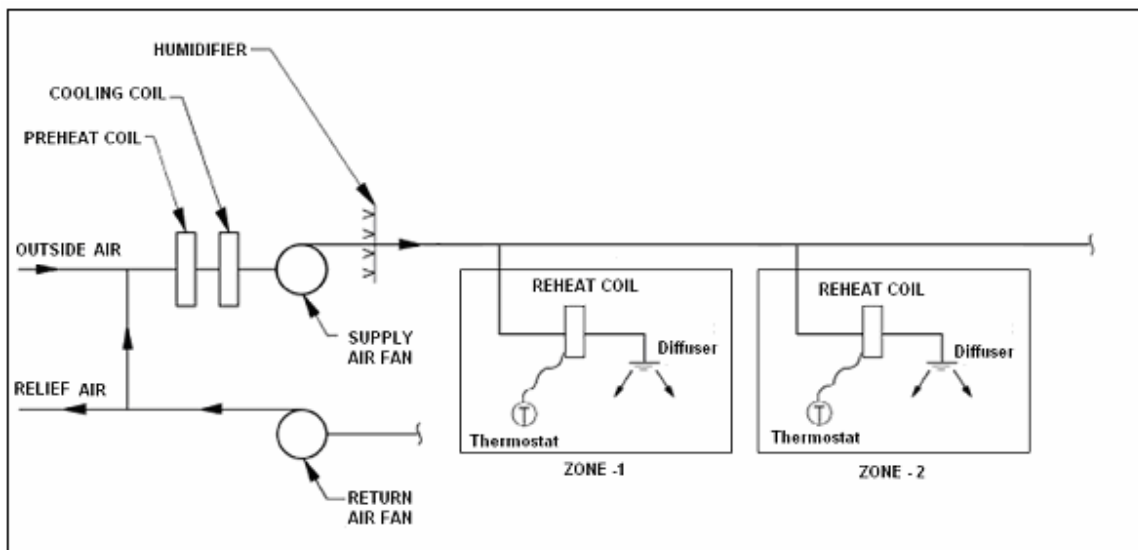 HUMIDIFIER
COOLING COIL
PREHEAT COIL
OUTSIDE AIR
SUPPLY
AIR FAN
RELIEF AIR
RETURN
AIR FAN
REHEAT COIL
Diffuser
T
Thermostat
ZONE -1
REHEAT COIL
Diffuser
T
Thermostat
ZONE - 2